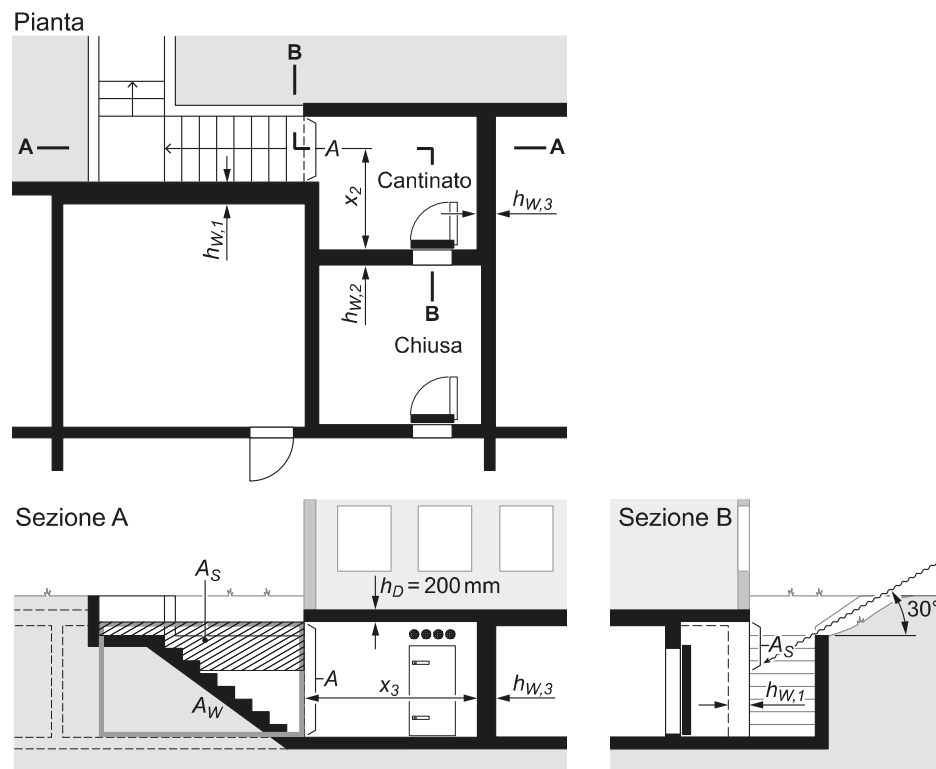 Pianta
B
A
A
A
Cantinato
x2
hW,3
hW,1
hW,2
B
Chiusa
Sezione A
Sezione B
AS
hD = 200 mm
30°
A
AS
x3
hW,3
hW,1
AW